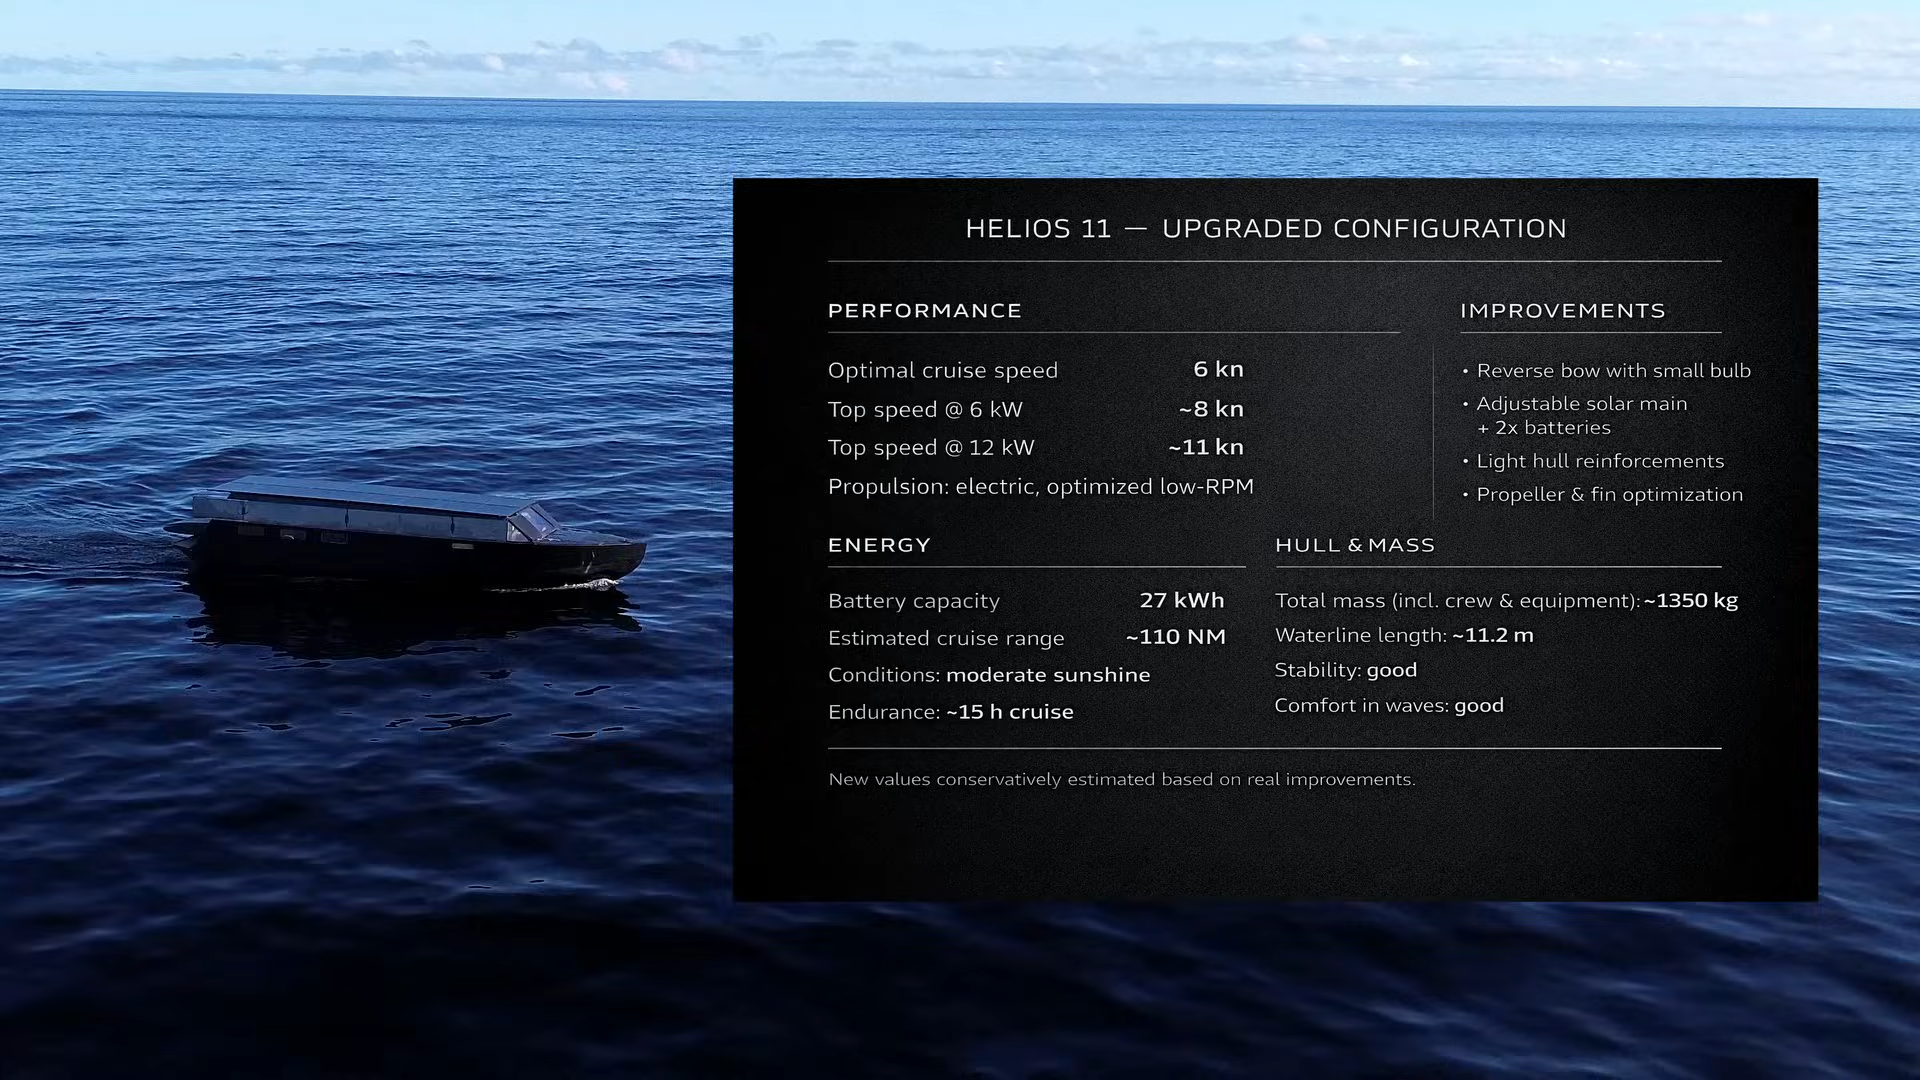 HELIOS 11 — UPGRADED CONFIGURATION
PERFORMANCE
Optimal cruise speed 6 kn
Top speed @ 6 kW ~8 kn
Top speed @ 12 kW ~11 kn
Propulsion: electric, optimized low-RPM
IMPROVEMENTS
• Reverse bow with small bulb
• Adjustable solar main
+ 2x batteries
• Light hull reinforcements
• Propeller & fin optimization
ENERGY
Battery capacity 27 kWh
Estimated cruise range ~110 NM
Conditions: moderate sunshine
Endurance: ~15 h cruise
HULL & MASS
Total mass (incl. crew & equipment): ~1350 kg
Waterline length: ~11.2 m
Stability: good
Comfort in waves: good
New values conservatively estimated based on real improvements.